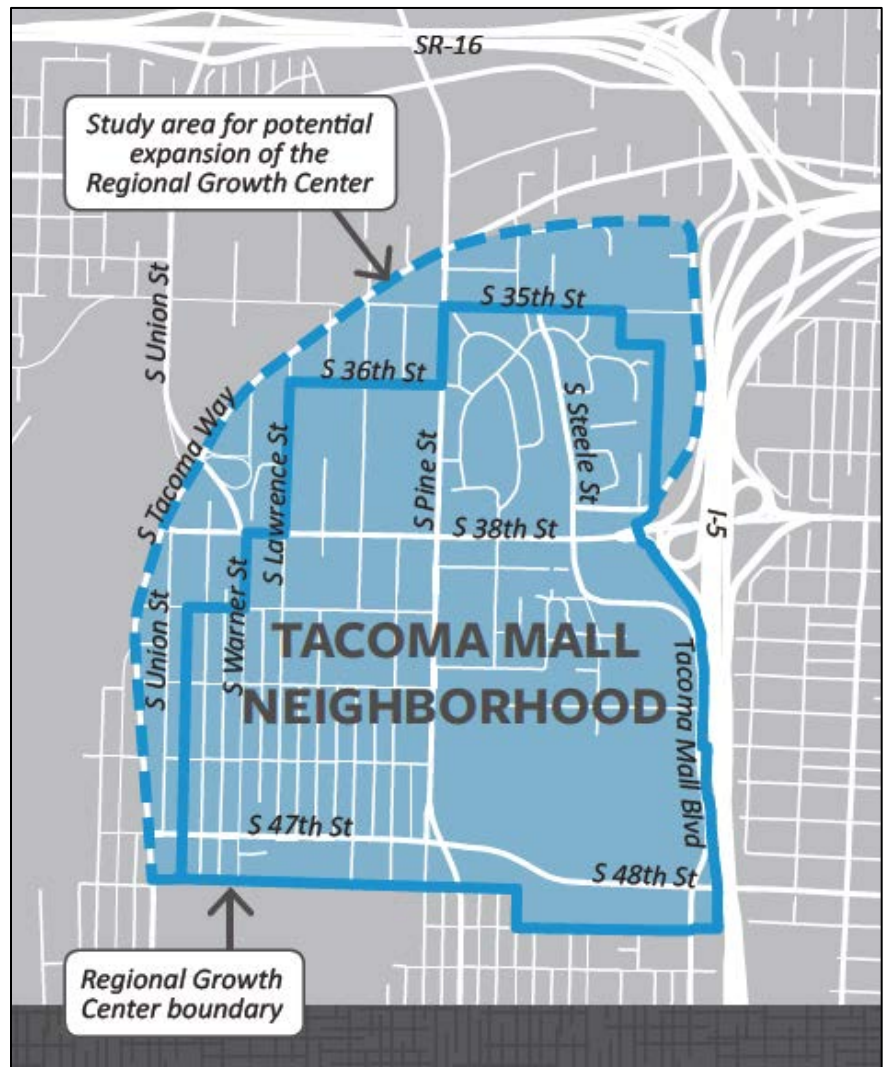 SR-16
Study area for potential
expansion of the
Regional Growth Center
S Union St
S 35th St
S 36th St
S Tacoma Way
S Lawrence St
S Pine St
S Steele St
S 38th St
I-5
S Union St
S Warner St
TACOMA MALL
NEIGHBORHOOD
Tacoma Mall Blvd
S 47th St
S 48th St
Regional Growth
Center boundary